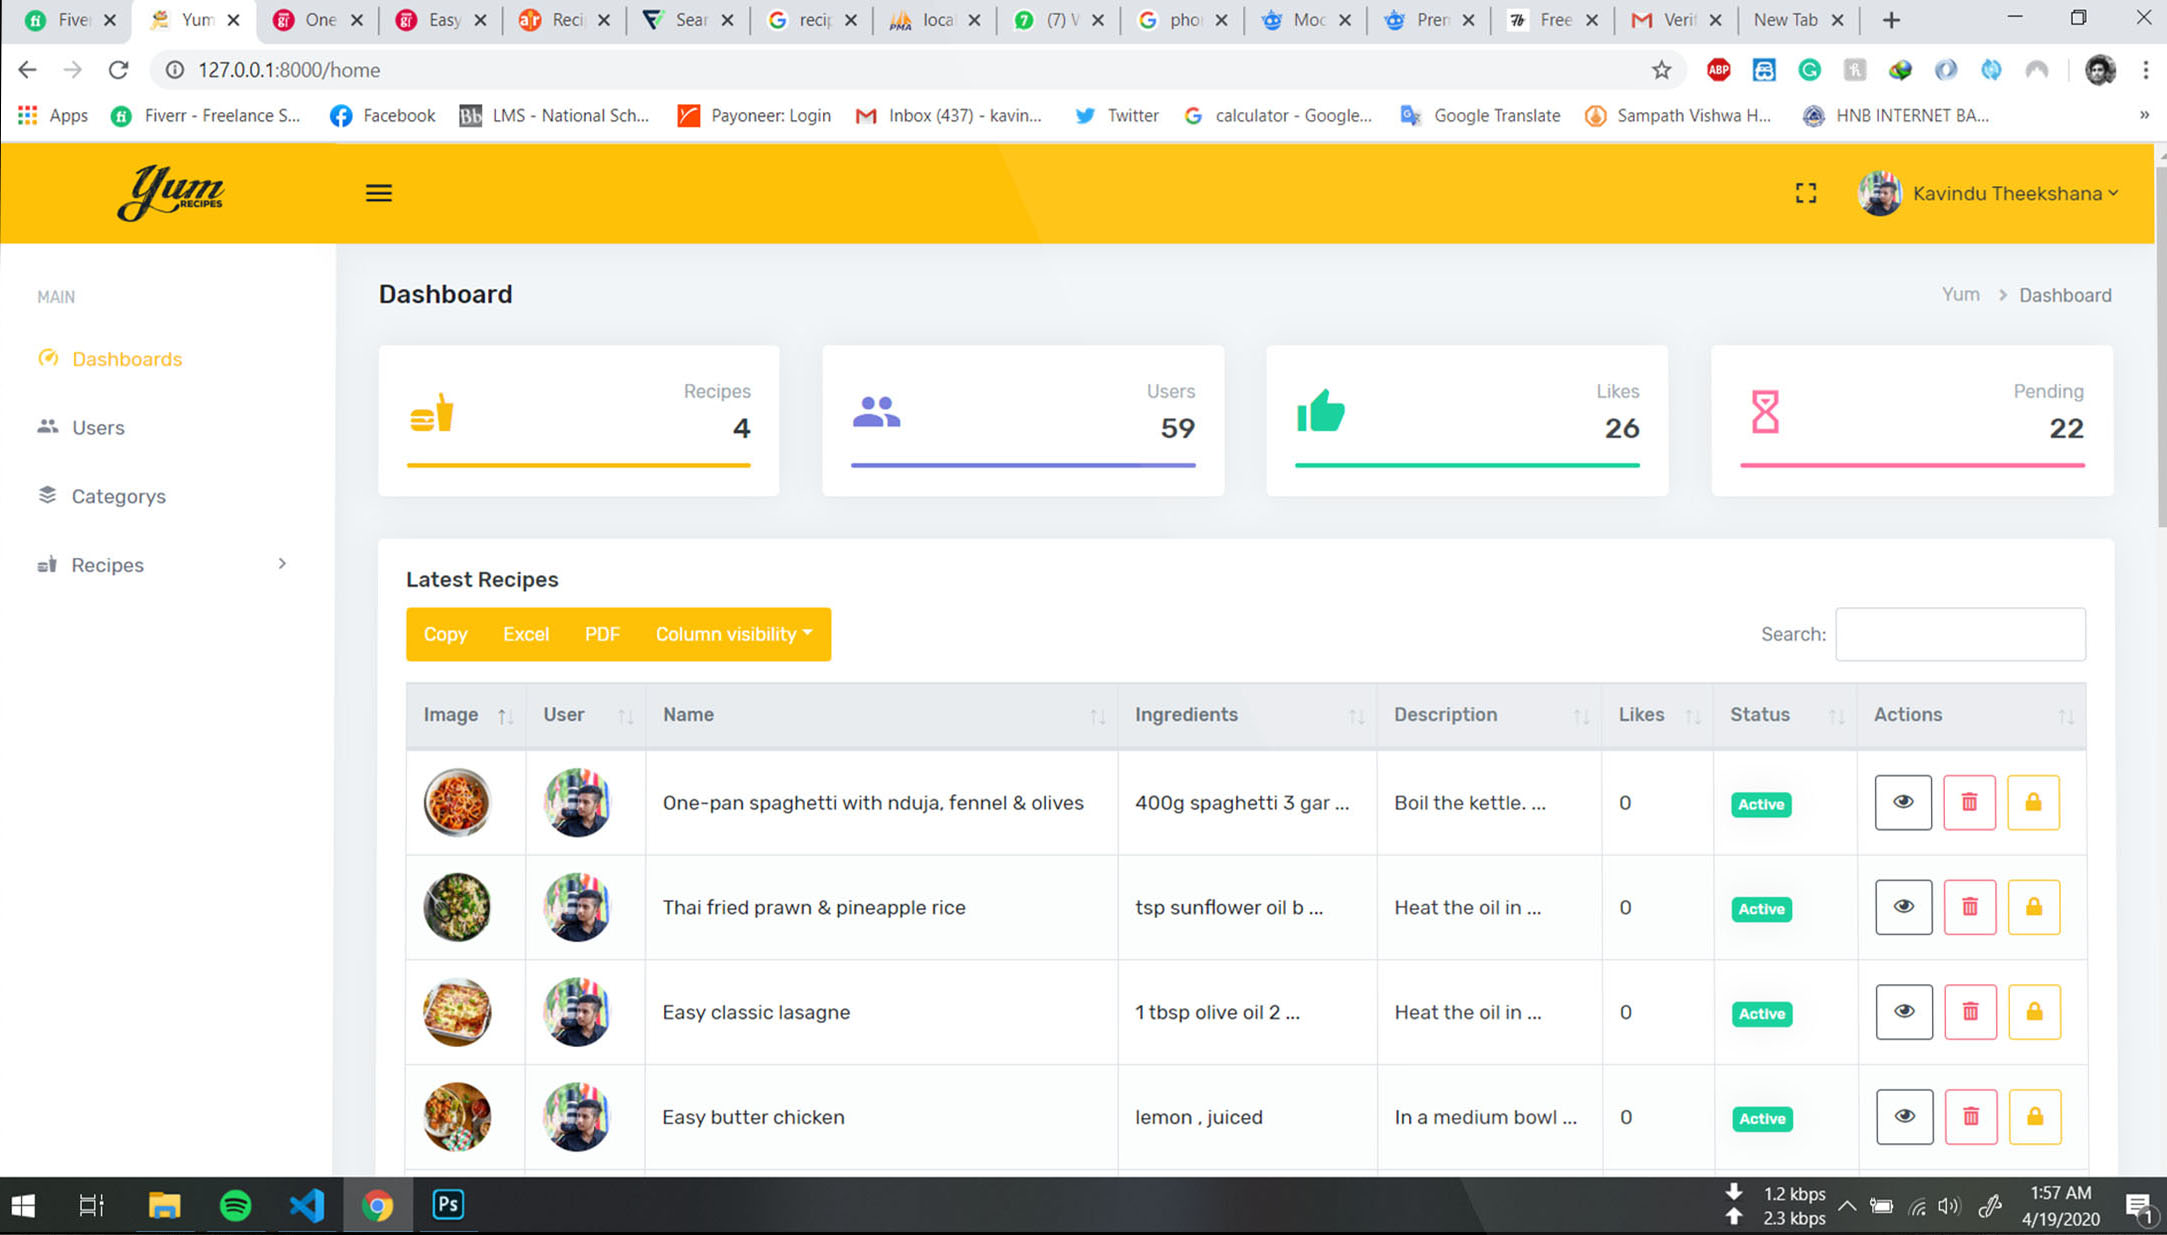 Fiver
Yum
One
Easy
Reci
Sear
recip
loca
(7) W
pho
Moc
Pren
Free
Verif
New Tab
127.0.0.1:8000/home
ABP
Apps
Fiverr - Freelance S...
Facebook
Bb
LMS - National Sch...
Payoneer: Login
Inbox (437) - kavin...
Twitter
calculator - Google...
Google Translate
Sampath Vishwa H...
HNB INTERNET BA...
»
Yum
RECIPES
Kavindu Theekshana
MAIN
Dashboards
Users
Categorys
Recipes
Dashboard
Yum > Dashboard
Recipes
4
Users
59
Likes
26
Pending
22
Latest Recipes
Copy Excel PDF Column visibility
Search:
Image User Name Ingredients Description Likes Status Actions
One-pan spaghetti with nduja, fennel & olives 400g spaghetti 3 gar ... Boil the kettle. ... 0 Active
Thai fried prawn & pineapple rice tsp sunflower oil b ... Heat the oil in ... 0 Active
Easy classic lasagne 1 tbsp olive oil 2 ... Heat the oil in ... 0 Active
Easy butter chicken lemon , juiced In a medium bowl ... 0 Active
Ps
1.2 kbps
2.3 kbps
1:57 AM
4/19/2020
1